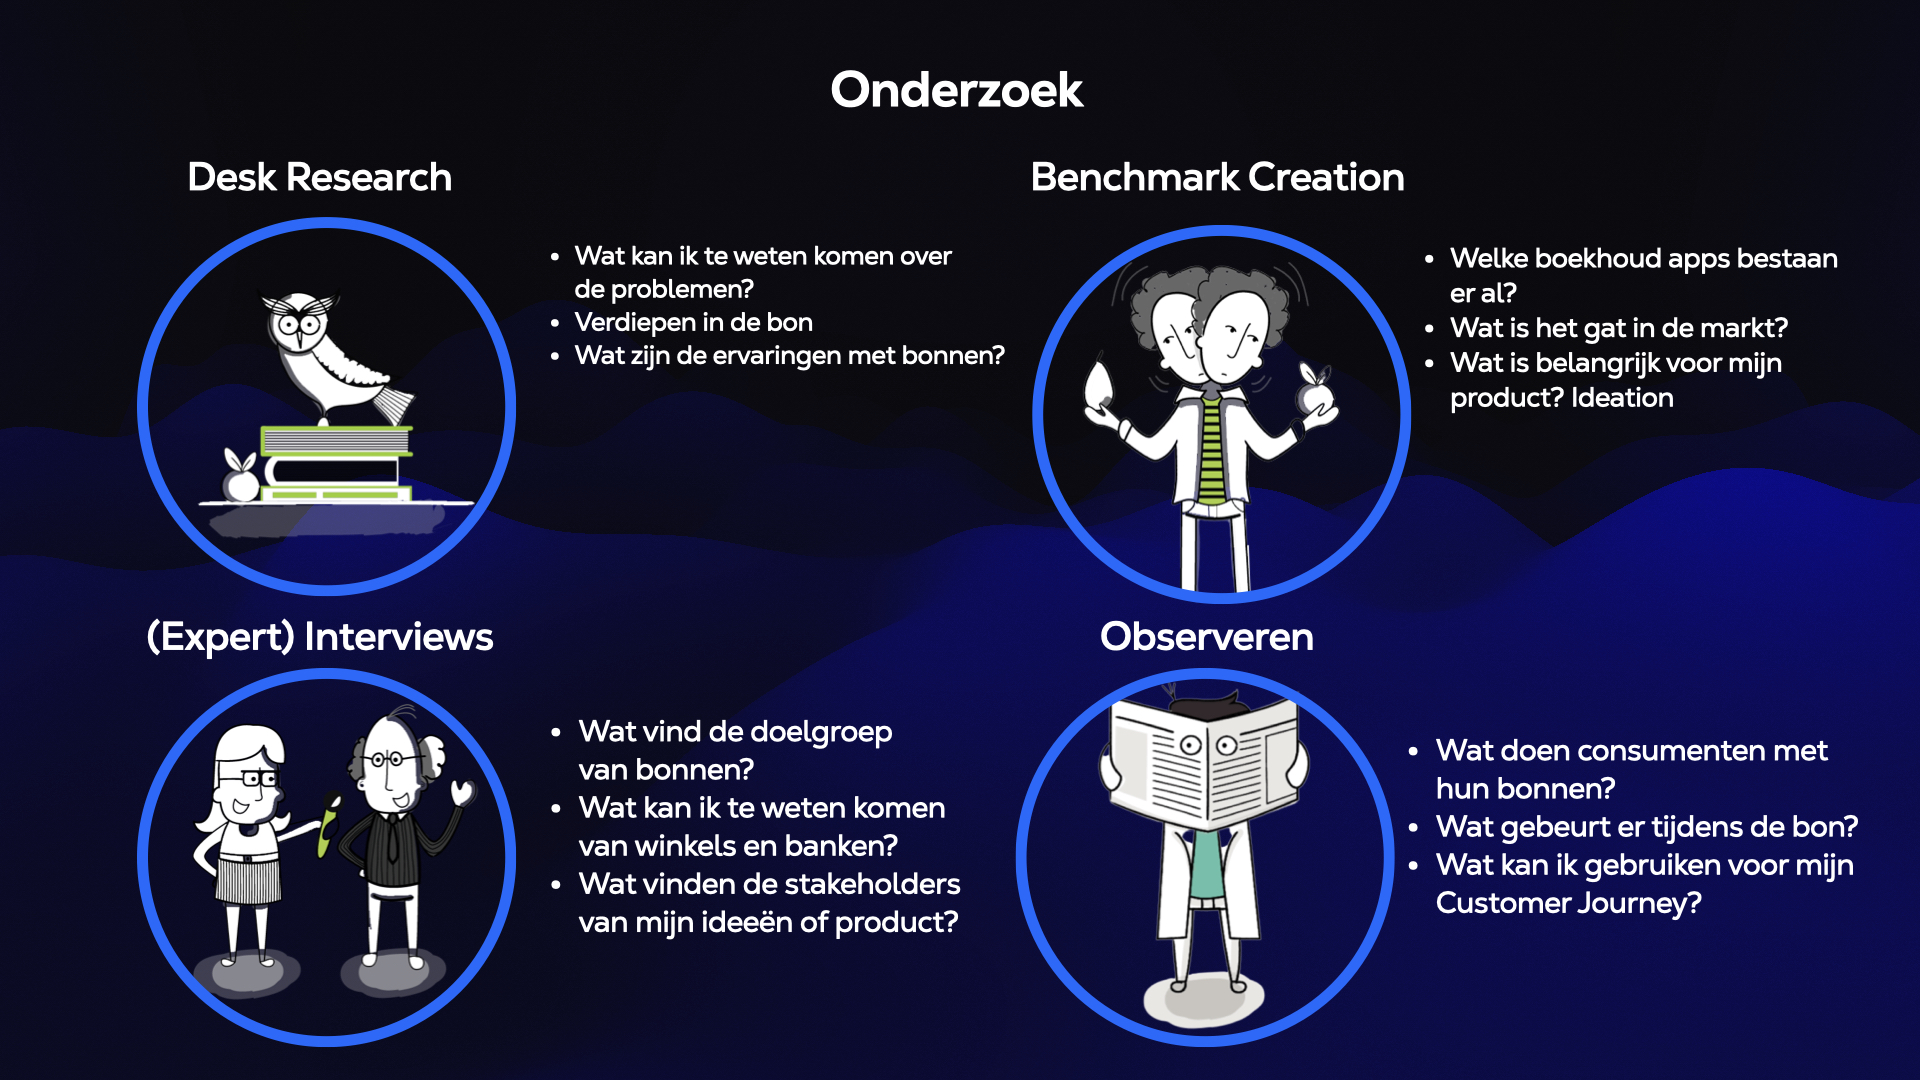 Onderzoek
Desk Research
• Wat kan ik te weten komen over
de problemen?
• Verdiepen in de bon
• Wat zijn de ervaringen met bonnen?
Benchmark Creation
• Welke boekhoud apps bestaan
er al?
• Wat is het gat in de markt?
• Wat is belangrijk voor mijn
product? Ideation
(Expert) Interviews
• Wat vind de doelgroep
van bonnen?
• Wat kan ik te weten komen
van winkels en banken?
• Wat vinden de stakeholders
van mijn ideeën of product?
Observeren
• Wat doen consumenten met
hun bonnen?
• Wat gebeurt er tijdens de bon?
• Wat kan ik gebruiken voor mijn
Customer Journey?